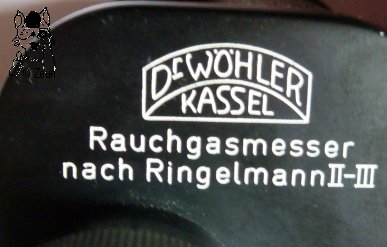 Dr WÖHLER
KASSEL
Rauchgasmesser
nach Ringelmann II-III